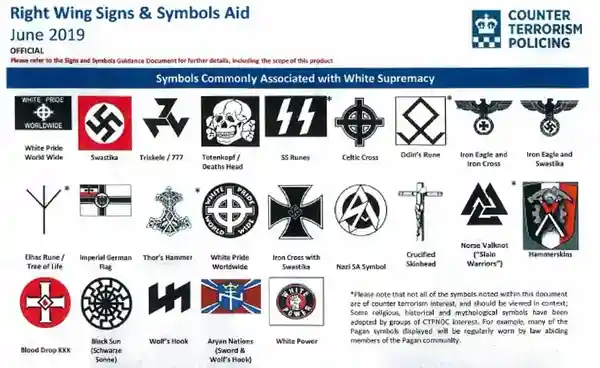 Right Wing Signs & Symbols Aid
June 2019
OFFICIAL
Please refer to the Signs and Symbols Guidance Document for further details, including the scope of this product
COUNTER
TERRORISM
POLICING
Symbols Commonly Associated with White Supremacy
WHITE PRIDE
WORLDWIDE
White Pride
World Wide
Swastika
Triskele / 777
Totenkopf /
Deaths Head
SS Runes
*
Celtic Cross
*
Odin's Rune
Iron Eagle and
Iron Cross
Iron Eagle and
Swastika
*
Elhaz Rune /
Tree of Life
Imperial German
Flag
*
Thor's Hammer
WHITE PRIDE
WORLD WIDE
White Pride
Worldwide
Iron Cross with
Swastika
Nazi SA Symbol
Crucified
Skinhead
*
Norse Valknot
("Slain
Warriors")
Hammerskins
Blood Drop KKK
Black Sun
(Schwarze
Sonne)
Wolf's Hook
Aryan Nations
(Sword &
Wolf's Hook)
WHITE
POWER
White Power
*Please note that not all of the symbols noted within this document
are of counter terrorism interest, and should be viewed in context;
Some religious, historical and mythological symbols have been
adopted by groups of CTPNOC interest. For example, many of the
Pagan symbols displayed will be regularly worn by law abiding
members of the Pagan community.